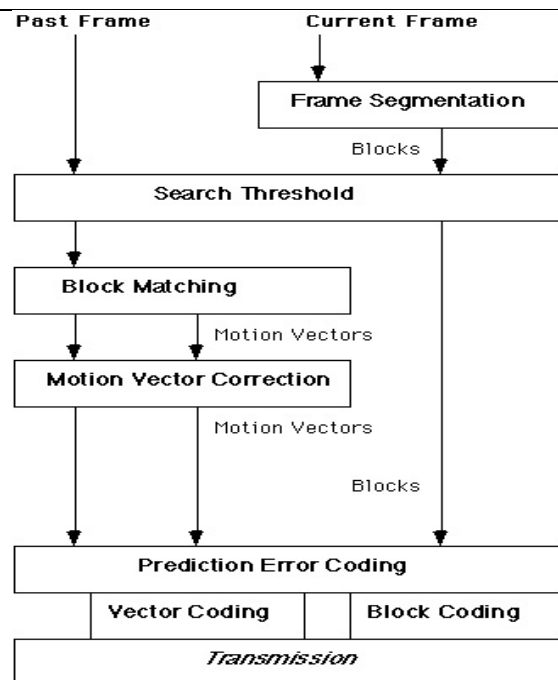 Past Frame Current Frame
Frame Segmentation
Blocks
Search Threshold
Block Matching
Motion Vectors
Motion Vector Correction
Motion Vectors
Blocks
Prediction Error Coding
Vector Coding Block Coding
Transmission